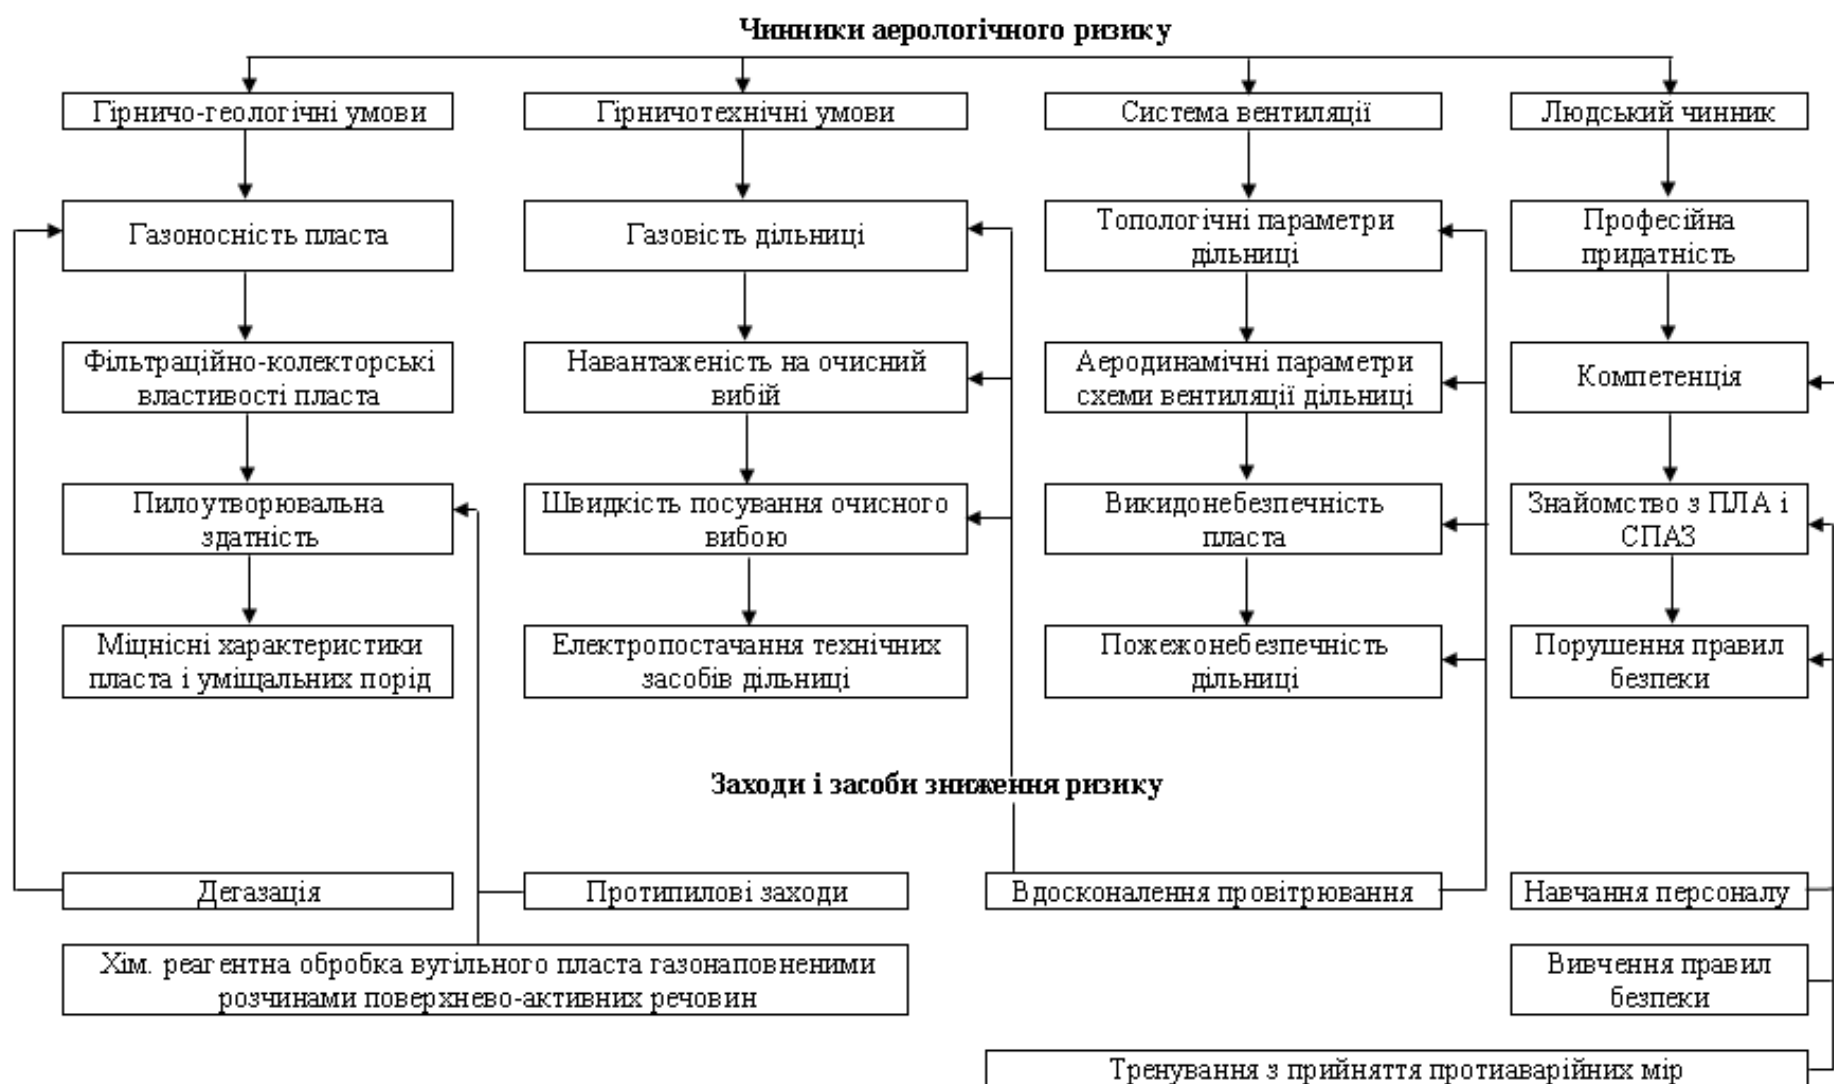 Чинники аерологічного ризику
Гірничо-геологічні умови
Гірничотехнічні умови
Система вентиляції
Людський чинник
Газоносність пласта
Газовість дільниці
Топологічні параметри
дільниці
Професійна
придатність
Фільтраційно-колекторські
властивості пласта
Навантаженість на очисний
вибій
Аеродинамічні параметри
схеми вентиляції дільниці
Компетенція
Пилоутворювальна
здатність
Швидкість посування очисного
вибою
Викидонебезпечність
пласта
Знайомство з ПЛА і
СПАЗ
Міцнісні характеристики
пласта і уміщальних порід
Електропостачання технічних
засобів дільниці
Пожежонебезпечність
дільниці
Порушення правил
безпеки
Заходи і засоби зниження ризику
Дегазація
Протипилові заходи
Вдосконалення провітрювання
Навчання персоналу
Хім. реагентна обробка вугільного пласта газонаповненими
розчинами поверхнево-активних речовин
Вивчення правил
безпеки
Тренування з прийняття протиаварійних мір